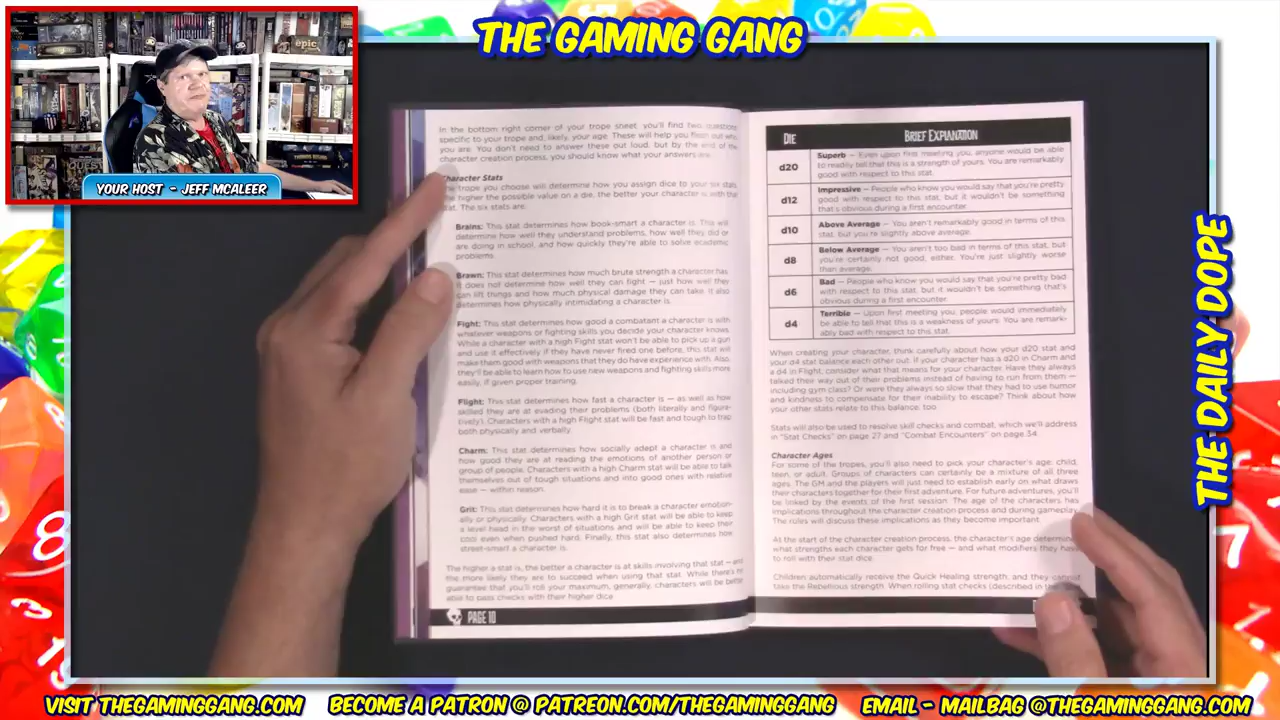 THE GAMING GANG
epic
YOUR HOST - JEFF MCALEER
In the bottom right corner of your trope sheet, you'll find two questions
specific to your trope and, likely, your age. These will help you flesh out who
you are. You don't need to answer these out loud, but by the end of the
character creation process, you should know what your answers are.
Character Stats
The trope you choose will determine how you assign dice to your six stats.
The higher the possible value on a die, the better your character is with the
stat. The six stats are:
Brains: This stat determines how book-smart a character is. This will
determine how well they understand problems, how well they did or
are doing in school, and how quickly they're able to solve academic
problems.
Brawn: This stat determines how much brute strength a character has.
It does not determine how well they can fight — just how well they
can lift things and how much physical damage they can take. It also
determines how physically intimidating a character is.
Fight: This stat determines how good a combatant a character is with
whatever weapons or fighting skills you decide your character knows.
While a character with a high Fight stat won't be able to pick up a gun
and use it effectively if they have never fired one before, this stat will
make them good with weapons that they do have experience with. Also
they'll be able to learn how to use new weapons and fighting skills more
easily, if given proper training.
Flight: This stat determines how fast a character is — as well as how
skilled they are at evading their problems (both literally and figura-
tively). Characters with a high Flight stat will be fast and tough to trap
both physically and verbally.
Charm: This stat determines how socially adept a character is and
how good they are at reading the emotions of another person or
group of people. Characters with a high Charm stat will be able to talk
themselves out of tough situations and into good ones with relative
ease — within reason.
Grit: This stat determines how hard it is to break a character emotion-
ally or physically. Characters with a high Grit stat will be able to keep
a level head in the worst of situations and will be able to keep their
cool even when pushed hard. Finally, this stat also determines how
street-smart a character is.
The higher a stat is, the better a character is at skills involving that stat — and
the more likely they are to succeed when using that stat. While there's no
guarantee that you'll roll your maximum, generally, characters will be better
able to pass checks with their higher dice.
PAGE 10
DIE BRIEF EXPLANATION
d20 Superb — Even upon first meeting you, anyone would be able
to readily tell that this is a strength of yours. You are remarkably
good with respect to this stat.
d12 Impressive — People who know you would say that you're pretty
good with respect to this stat, but it wouldn't be something
that's obvious during a first encounter.
d10 Above Average — You aren't remarkably good in terms of this
stat, but you're slightly above average.
d8 Below Average — You aren't too bad in terms of this stat, but
you're certainly not good, either. You're just slightly worse
than average.
d6 Bad — People who know you would say that you're pretty bad
with respect to this stat, but it wouldn't be something that's
obvious during a first encounter.
d4 Terrible — Upon first meeting you, people would immediately
be able to tell that this is a weakness of yours. You are remark-
ably bad with respect to this stat.
When creating your character, think carefully about how your d20 stat and
your d4 stat balance each other out. If your character has a d20 in Charm and
a d4 in Flight, consider what that means for your character. Have they always
talked their way out of their problems instead of having to run from them —
including gym class? Or were they always so slow that they had to use humor
and kindness to compensate for their inability to escape? Think about how
your other stats relate to this balance, too.
Stats will also be used to resolve skill checks and combat, which we'll address
in "Stat Checks" on page 27 and "Combat Encounters" on page 34.
Character Ages
For some of the tropes, you'll also need to pick your character's age: child,
teen, or adult. Groups of characters can certainly be a mixture of all three
ages. The GM and the players will just need to establish early on what draws
their characters together for their first adventure. For future adventures, you'll
be linked by the events of the first session. The age of the characters has
implications throughout the character creation process and during gameplay.
The rules will discuss these implications as they become important.
As the start of the character creation process, the character's age determines
what strengths each character gets for free — and what modifiers they have
to roll with their stat dice.
Children automatically receive the Quick Healing strength, and they cannot
take the Rebellious strength. When rolling stat checks (described in the
THE DAILY DOPE
VISIT THEGAMINGGANG.COM BECOME A PATRON @ PATREON.COM/THEGAMINGGANG EMAIL - MAILBAG @THEGAMINGGANG.COM